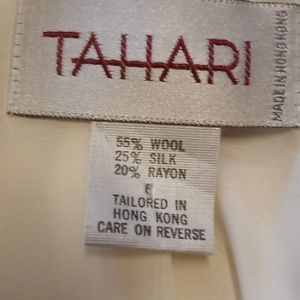 TAHARI
MADE IN HONG KONG
55% WOOL
25% SILK
20% RAYON
6
TAILORED IN
HONG KONG
CARE ON REVERSE